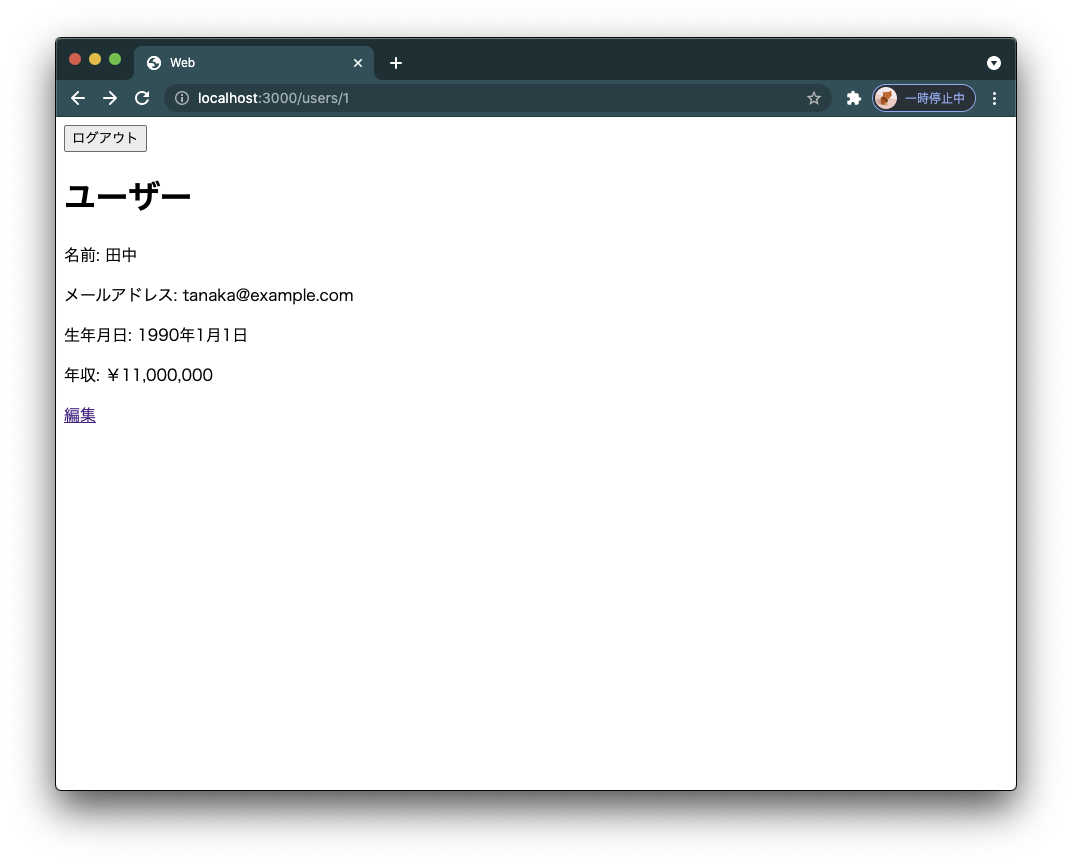 Web
localhost:3000/users/1
一時停止中
ログアウト
ユーザー
名前: 田中
メールアドレス: tanaka@example.com
生年月日: 1990年1月1日
年収: ￥11,000,000
編集